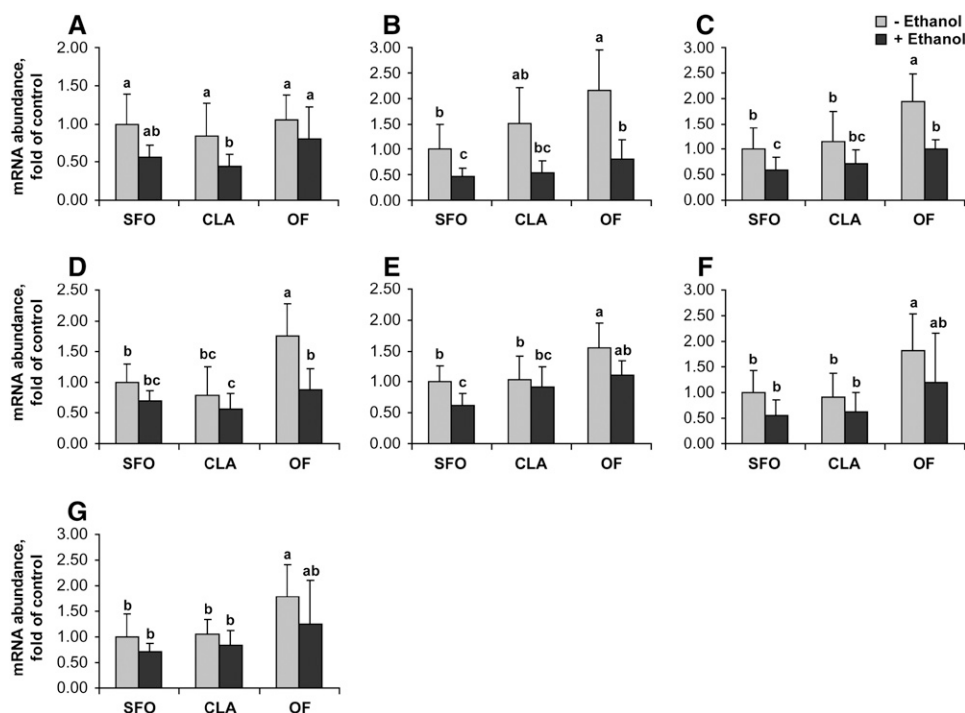 A
mRNA abundance,
fold of control
2.00
1.50
1.00
0.50
0.00
a
ab
a
b
a
a
SFO
CLA
OF
B
3.00
2.50
2.00
1.50
1.00
0.50
0.00
b
c
ab
bc
a
b
SFO
CLA
OF
C
- Ethanol
+ Ethanol
3.00
2.50
2.00
1.50
1.00
0.50
0.00
b
c
b
bc
a
b
SFO
CLA
OF
D
mRNA abundance,
fold of control
2.50
2.00
1.50
1.00
0.50
0.00
b
bc
bc
c
a
b
SFO
CLA
OF
E
2.50
2.00
1.50
1.00
0.50
0.00
b
c
b
bc
a
ab
SFO
CLA
OF
F
3.00
2.50
2.00
1.50
1.00
0.50
0.00
b
b
b
b
a
ab
SFO
CLA
OF
G
mRNA abundance,
fold of control
3.00
2.50
2.00
1.50
1.00
0.50
0.00
b
b
b
b
a
ab
SFO
CLA
OF